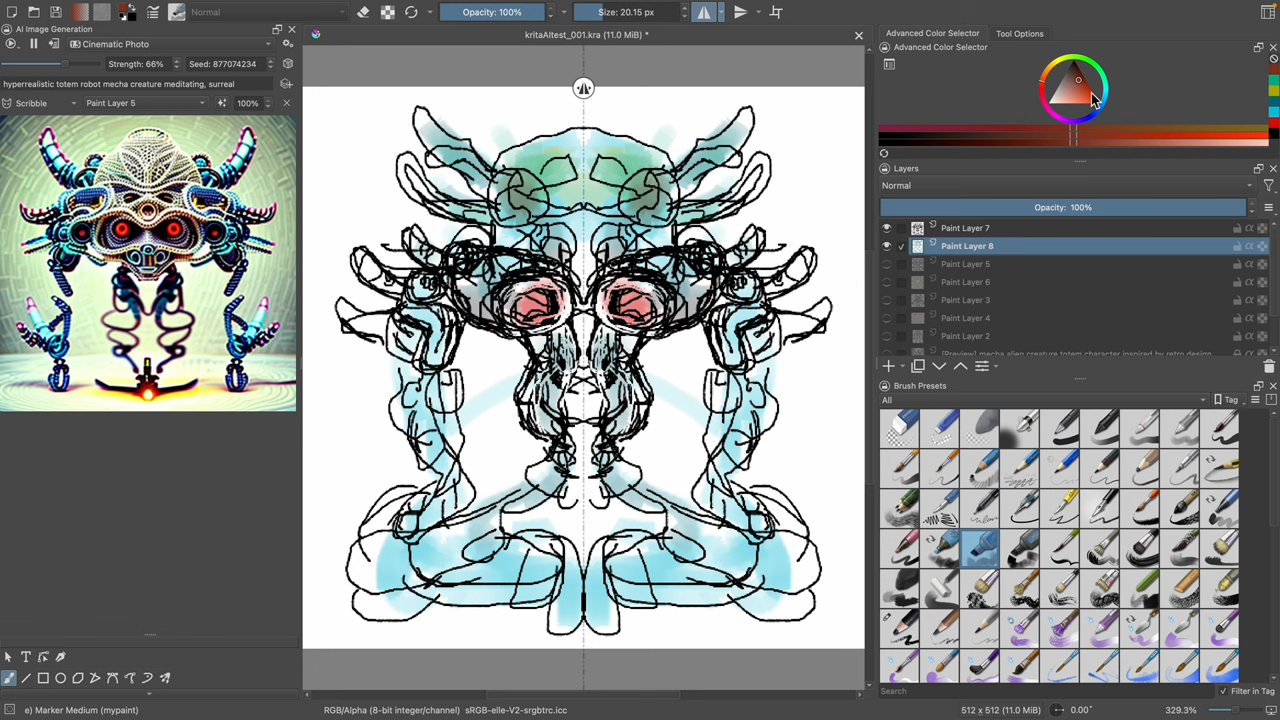 Normal
Opacity: 100%
Size: 20.15 px
AI Image Generation
Cinematic Photo
Strength: 66%
Seed: 877074234
hyperrealistic totem robot mecha creature meditating, surreal
Scribble
Paint Layer 5
100%
kritaAItest_001.kra (11.0 MiB) *
Advanced Color Selector
Tool Options
Advanced Color Selector
Layers
Normal
Opacity: 100%
Paint Layer 7
Paint Layer 8
Paint Layer 5
Paint Layer 6
Paint Layer 3
Paint Layer 4
Paint Layer 2
[Preview] mecha alien creature totem character inspired by retro design
Brush Presets
All
Tag
Search
Filter in Tag
e) Marker Medium (mypaint)
RGB/Alpha (8-bit integer/channel) sRGB-elle-V2-srgbtrc.icc
512 x 512 (11.0 MiB)
0.00°
329.3%